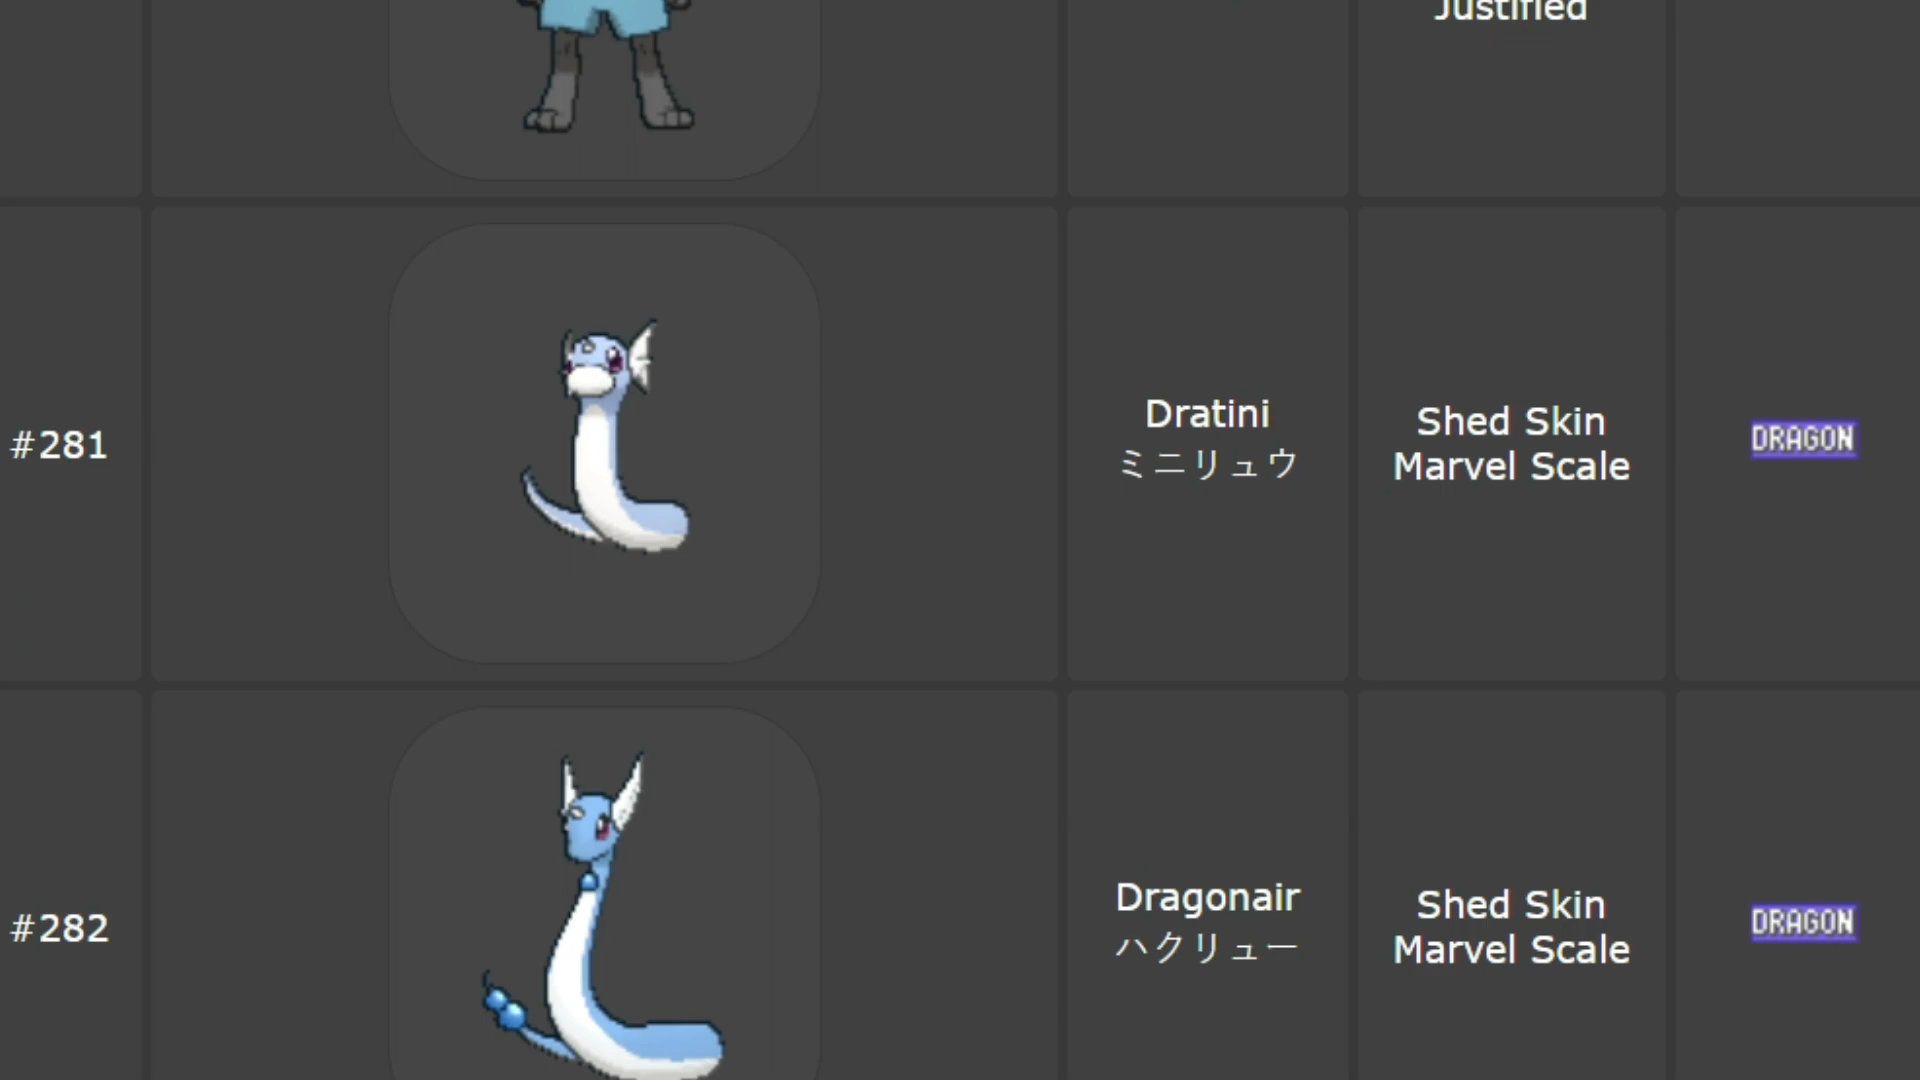 Justified
#281
Dratini
ミニリュウ
Shed Skin
Marvel Scale
DRAGON
#282
Dragonair
ハクリュー
Shed Skin
Marvel Scale
DRAGON